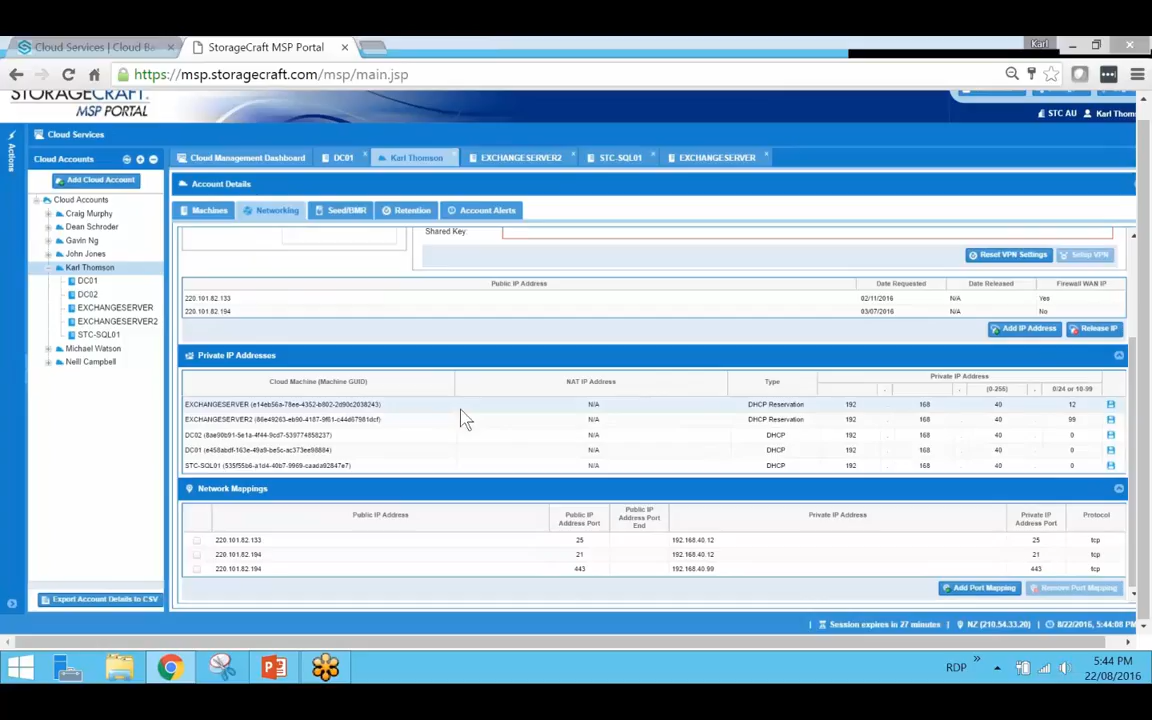 Cloud Services | Cloud Ba
StorageCraft MSP Portal
Karl
https://msp.storagecraft.com/msp/main.jsp
STORAGECRAFT.
MSP PORTAL
STC AU Karl Thom
Actions
Cloud Services
Cloud Accounts
Cloud Management Dashboard DC01 Karl Thomson EXCHANGESERVER2 STC-SQL01 EXCHANGESERVER
Add Cloud Account
Account Details
Cloud Accounts
Craig Murphy
Dean Schroder
Gavin Ng
John Jones
Karl Thomson
DC01
DC02
EXCHANGESERVER
EXCHANGESERVER2
STC-SQL01
Michael Watson
Neill Campbell
Export Account Details to CSV
Machines Networking Seed/BMR Retention Account Alerts
Shared Key:
Reset VPN Settings Setup VPN
Public IP Address Date Requested Date Released Firewall WAN IP
220.101.82.133 02/11/2016 N/A Yes
220.101.82.194 03/07/2016 N/A No
Add IP Address Release IP
Private IP Addresses
Cloud Machine (Machine GUID) NAT IP Address Type Private IP Address
. . (0-255) 0/24 or 10-99
EXCHANGESERVER (e14eb56a-78ee-4352-b802-2d90c2038243) N/A DHCP Reservation 192 . 168 . 40 . 12
EXCHANGESERVER2 (86e49263-eb90-4187-9f61-c44d67981dcf) N/A DHCP Reservation 192 . 168 . 40 . 99
DC02 (8ae90b91-5e1a-4f44-9cd7-539774858237) N/A DHCP 192 . 168 . 40 . 0
DC01 (e458abdf-163e-49a9-be5c-ac373ee98884) N/A DHCP 192 . 168 . 40 . 0
STC-SQL01 (535f55b6-a1d4-40b7-9969-caada92847e7) N/A DHCP 192 . 168 . 40 . 0
Network Mappings
Public IP Address Public IP Address Port Public IP Address Port End Private IP Address Private IP Address Port Protocol
220.101.82.133 25 192.168.40.12 25 tcp
220.101.82.194 21 192.168.40.12 21 tcp
220.101.82.194 443 192.168.40.99 443 tcp
Add Port Mapping Remove Port Mapping
Session expires in 27 minutes NZ (210.54.33.20) 8/22/2016, 5:44:08 PM
RDP
5:44 PM
22/08/2016